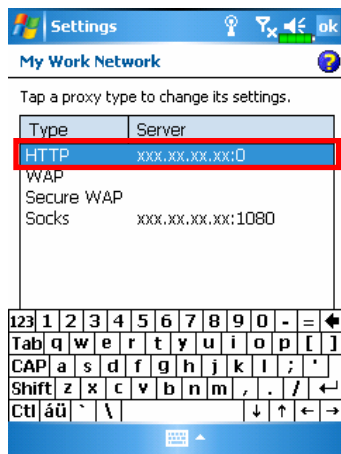 Settings ok
My Work Network ?
Tap a proxy type to change its settings.
Type Server
HTTP xxx.xx.xx.xx:0
WAP
Secure WAP
Socks xxx.xx.xx.xx:1080
123 1 2 3 4 5 6 7 8 9 0 - =
Tab q w e r t y u i o p [ ]
CAP a s d f g h j k l ; '
Shift z x c v b n m , . /
Ctl áü ` \ ↓ ↑ ← →